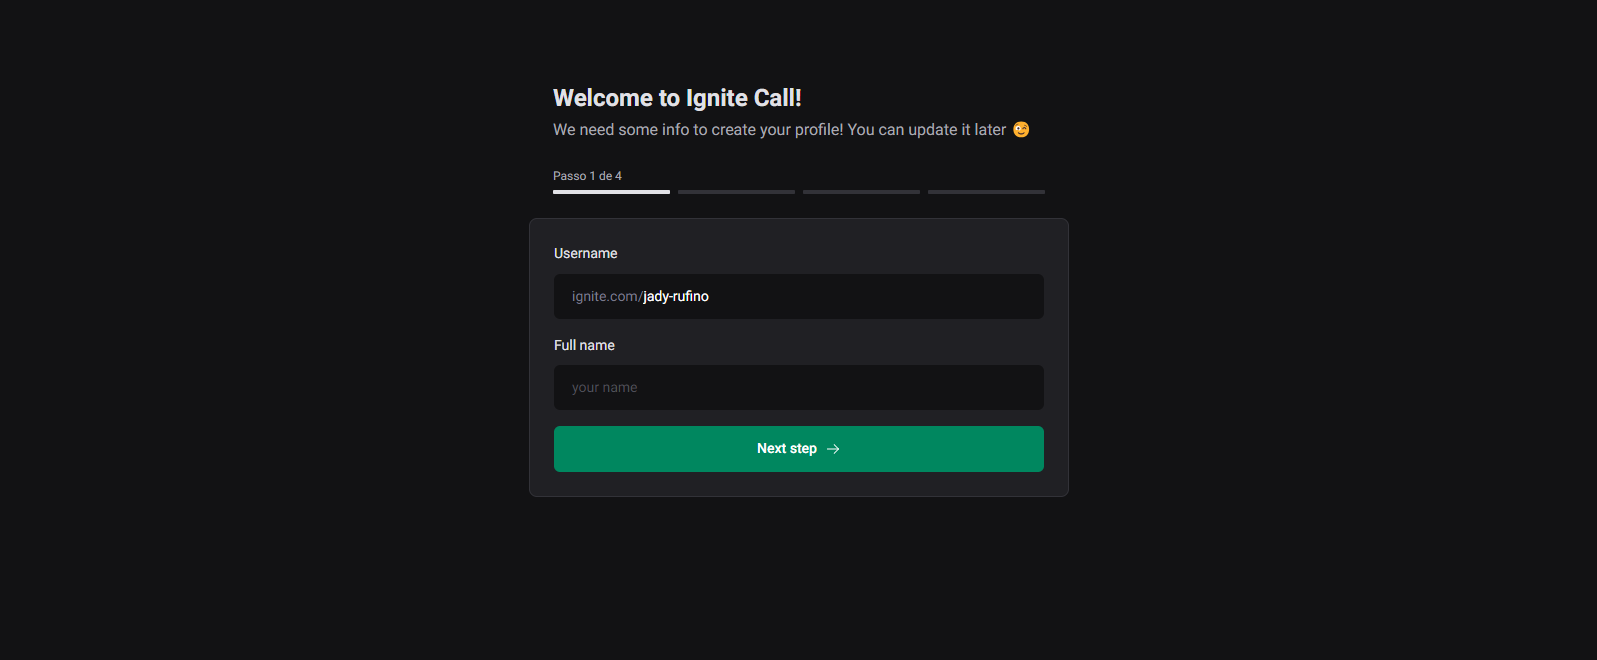 Welcome to Ignite Call!
We need some info to create your profile! You can update it later 😉
Passo 1 de 4
Username
ignite.com/jady-rufino
Full name
your name
Next step →